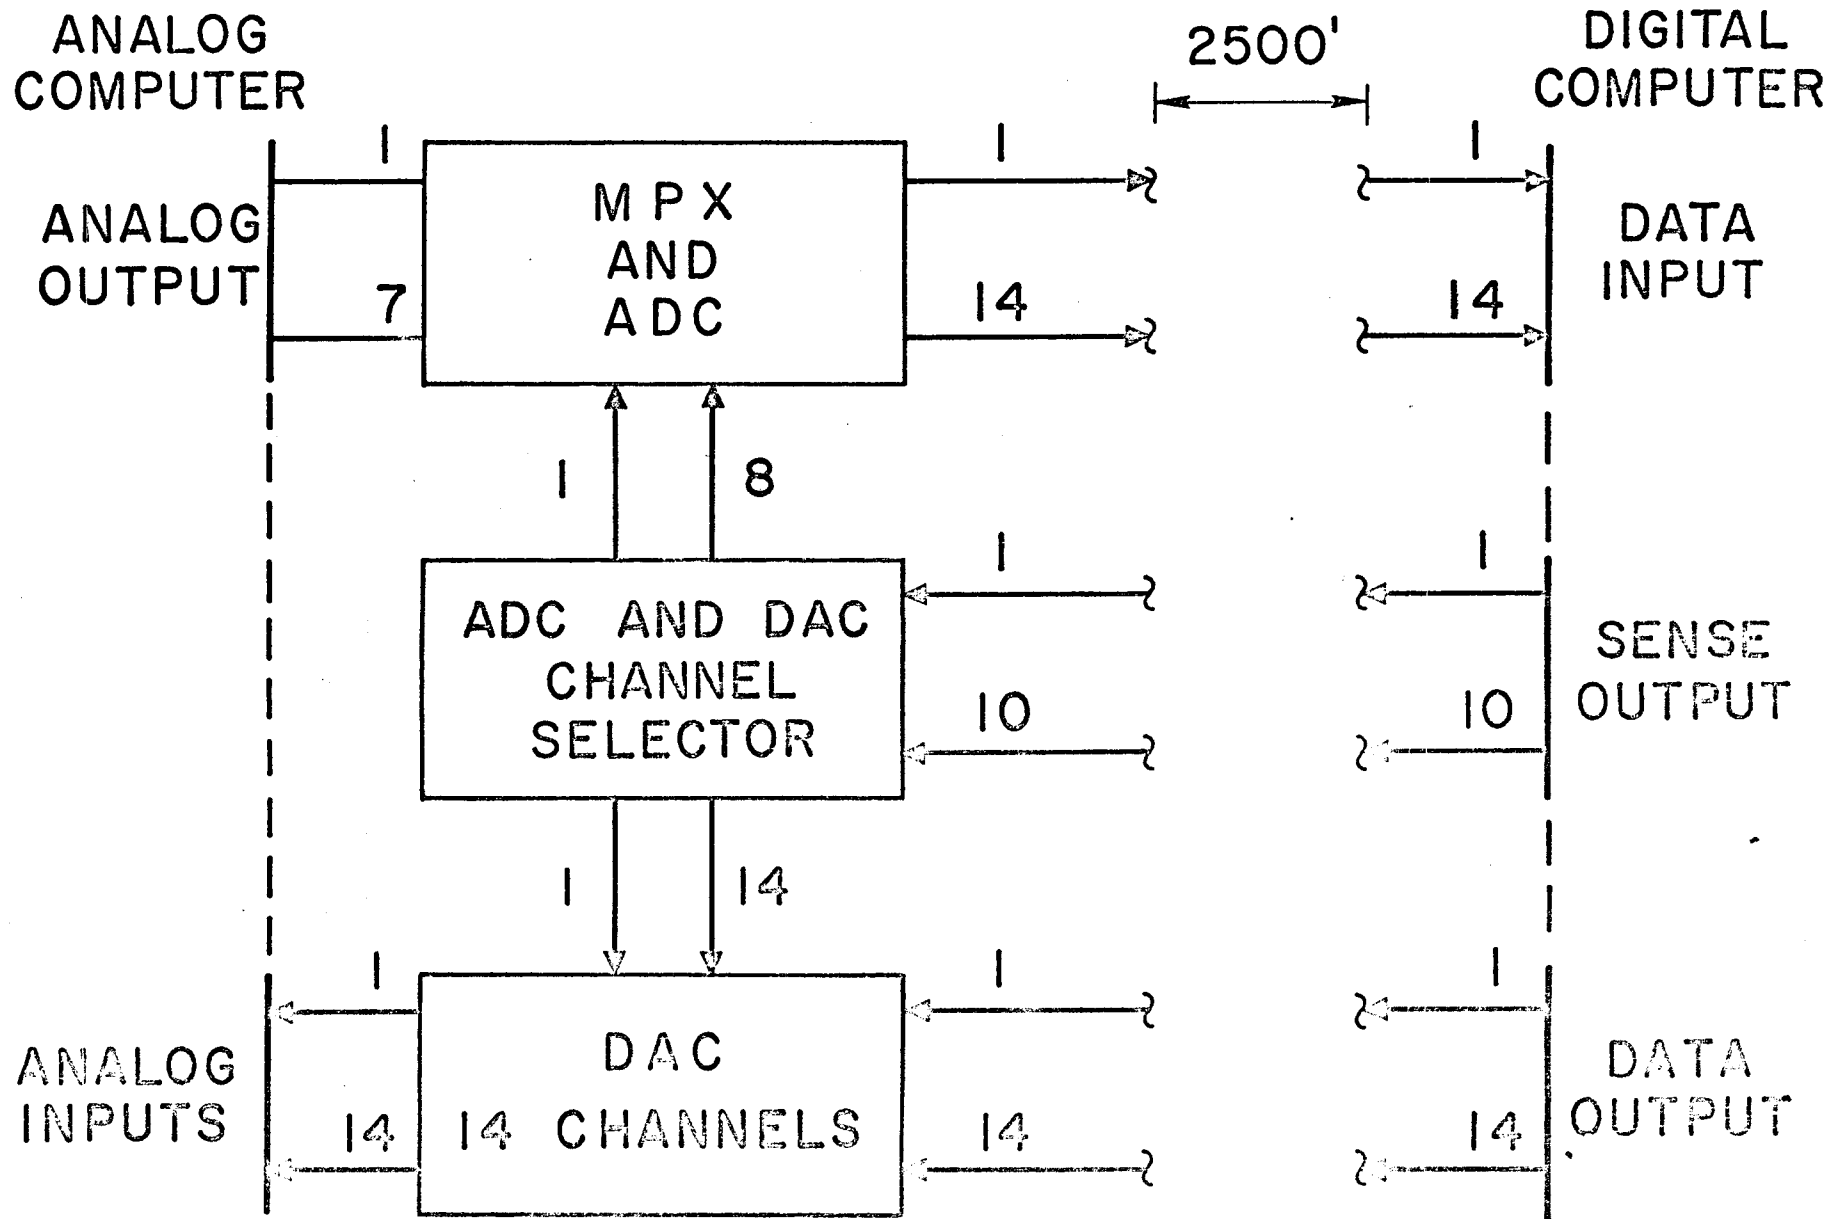 ANALOG
COMPUTER
2500'
DIGITAL
COMPUTER
1
1
1
ANALOG
OUTPUT
MPX
AND
ADC
DATA
INPUT
7
14
14
1
8
1
1
ADC AND DAC
CHANNEL
SELECTOR
SENSE
OUTPUT
10
10
1
14
1
1
1
ANALOG
INPUTS
DAC
14 CHANNELS
DATA
OUTPUT
14
14
14